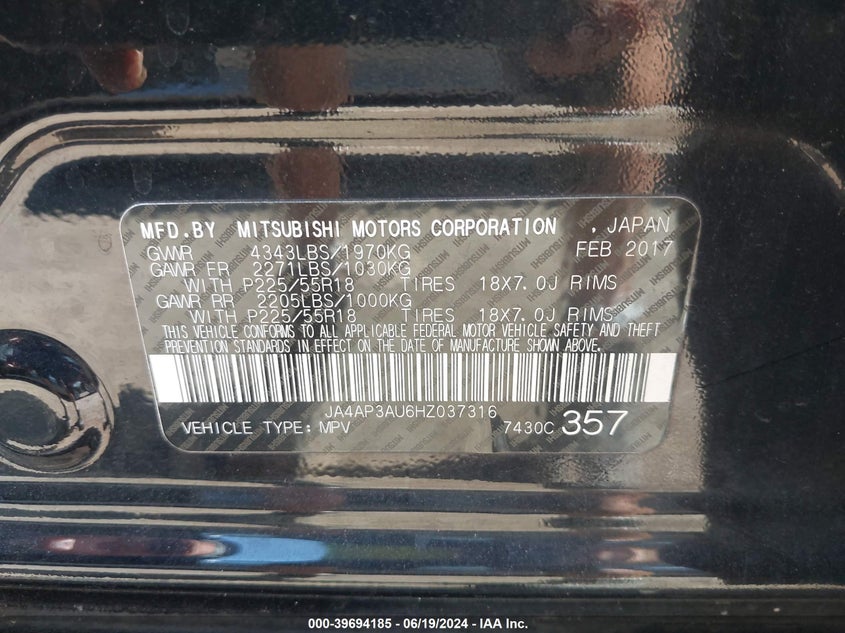 MFD.BY MITSUBISHI MOTORS CORPORATION , JAPAN
GVWR 4343LBS/1970KG FEB 2017
GAWR FR 2271LBS/1030KG
WITH P225/55R18 TIRES 18X7.0J RIMS
GAWR RR 2205LBS/1000KG
WITH P225/55R18 TIRES 18X7.0J RIMS
THIS VEHICLE CONFORMS TO ALL APPLICABLE FEDERAL MOTOR VEHICLE SAFETY AND THEFT
PREVENTION STANDARDS IN EFFECT ON THE DATE OF MANUFACTURE SHOWN ABOVE.
JA4AP3AU6HZ037316
VEHICLE TYPE: MPV 7430C 357
000-39694185 - 06/19/2024 - IAA Inc.